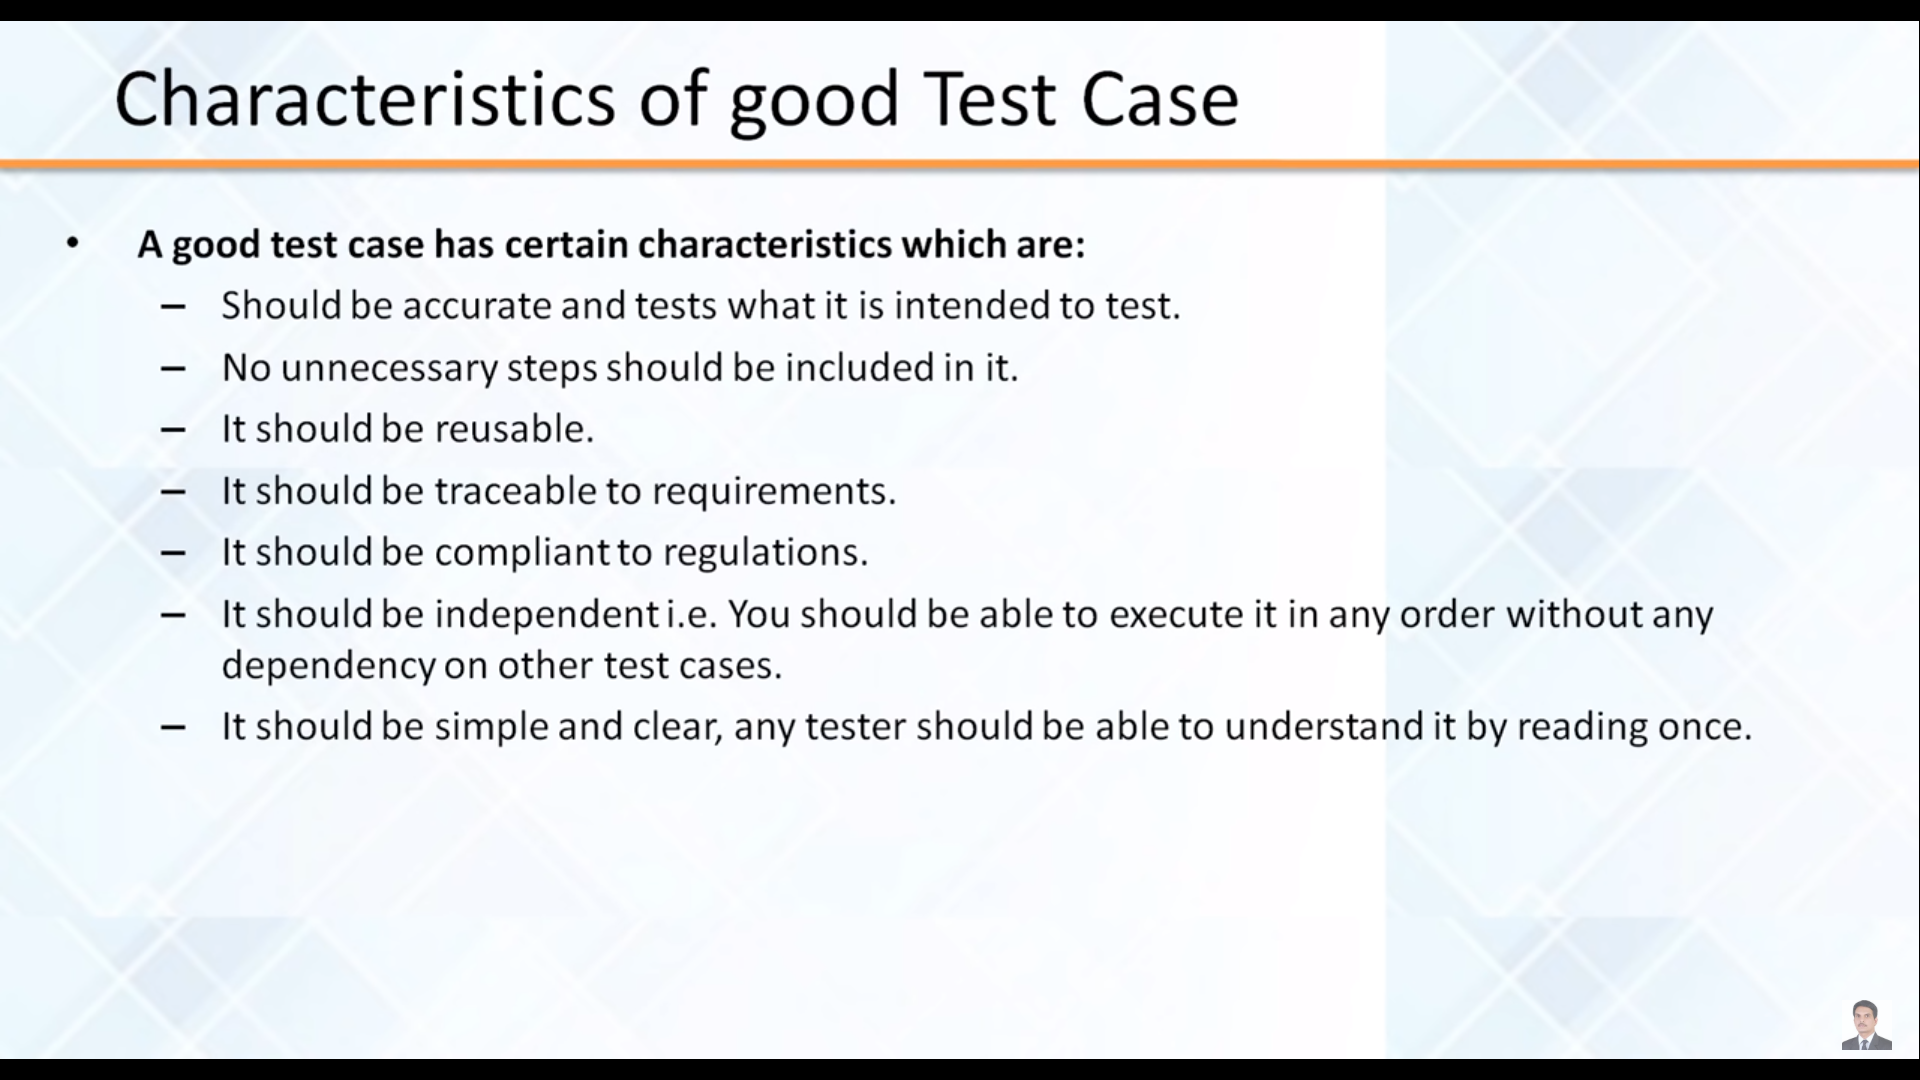 Characteristics of good Test Case
• A good test case has certain characteristics which are:
– Should be accurate and tests what it is intended to test.
– No unnecessary steps should be included in it.
– It should be reusable.
– It should be traceable to requirements.
– It should be compliant to regulations.
– It should be independent i.e. You should be able to execute it in any order without any
dependency on other test cases.
– It should be simple and clear, any tester should be able to understand it by reading once.